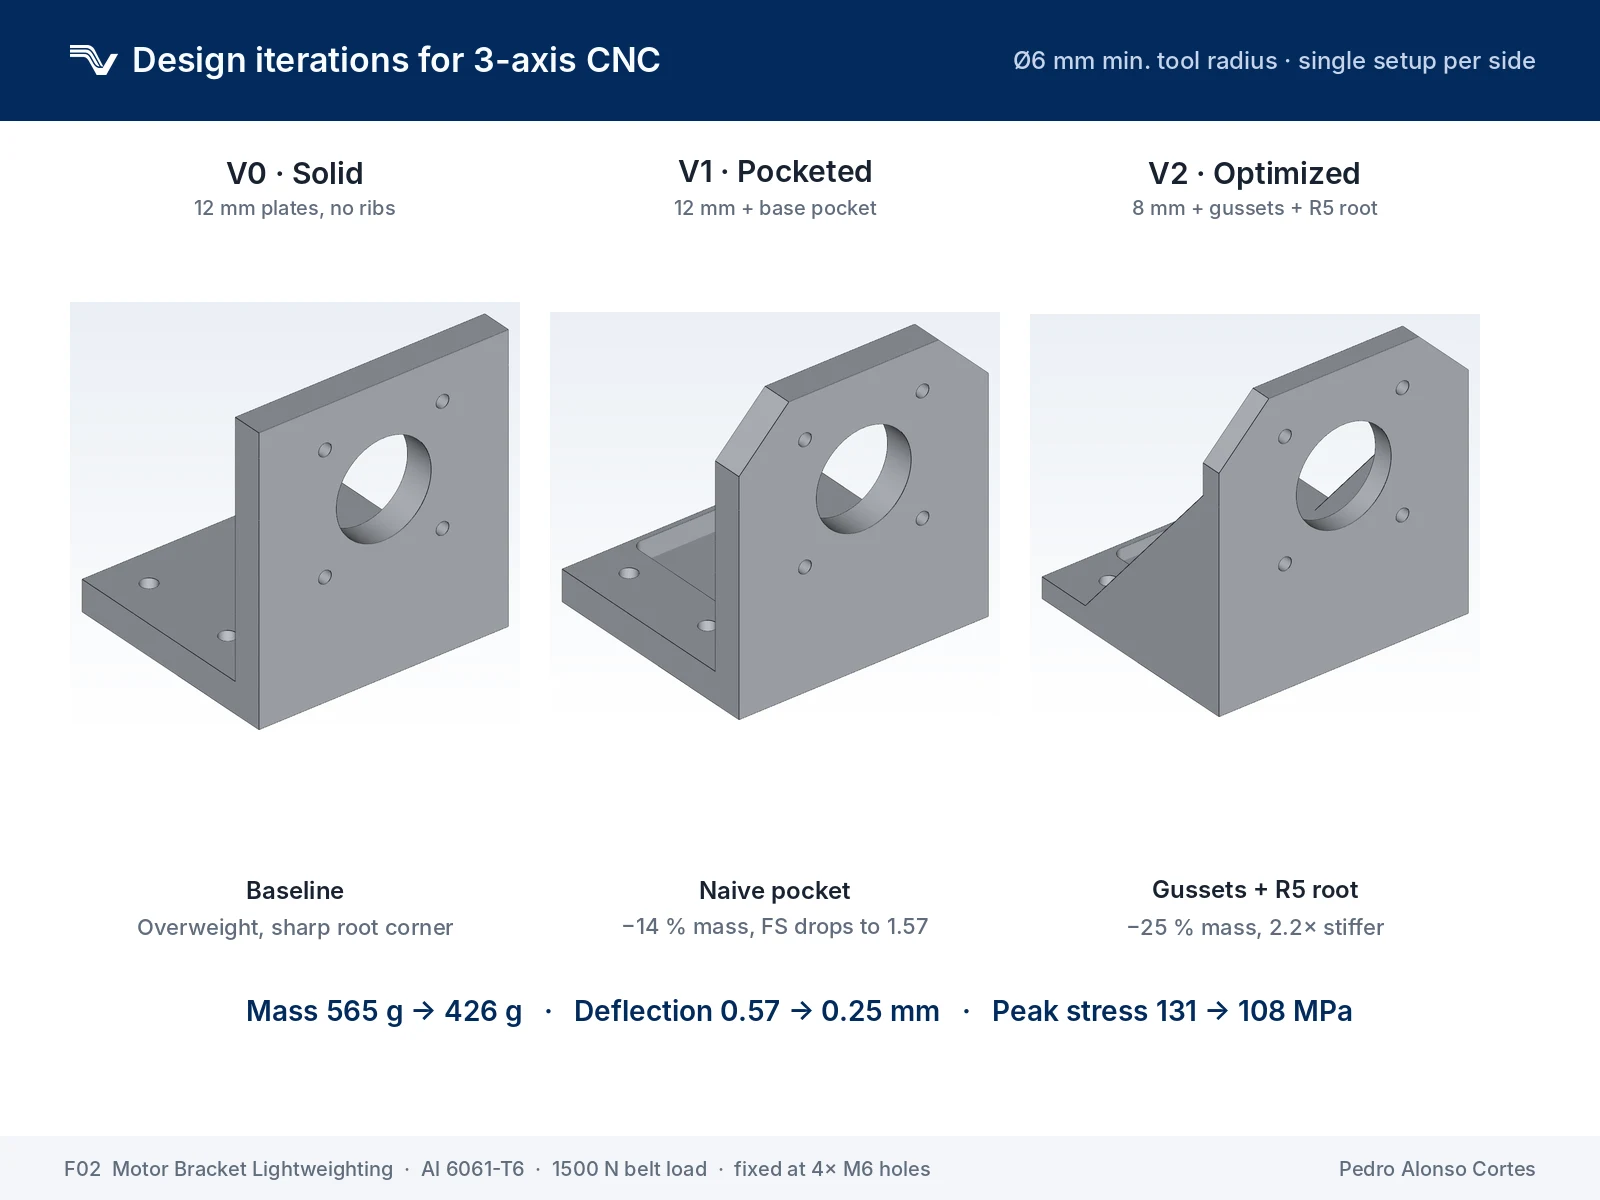 Design iterations for 3-axis CNC
Ø6 mm min. tool radius · single setup per side
V0 · Solid
12 mm plates, no ribs
V1 · Pocketed
12 mm + base pocket
V2 · Optimized
8 mm + gussets + R5 root
Baseline
Overweight, sharp root corner
Naive pocket
−14 % mass, FS drops to 1.57
Gussets + R5 root
−25 % mass, 2.2× stiffer
Mass 565 g → 426 g · Deflection 0.57 → 0.25 mm · Peak stress 131 → 108 MPa
F02 Motor Bracket Lightweighting · Al 6061-T6 · 1500 N belt load · fixed at 4× M6 holes
Pedro Alonso Cortes